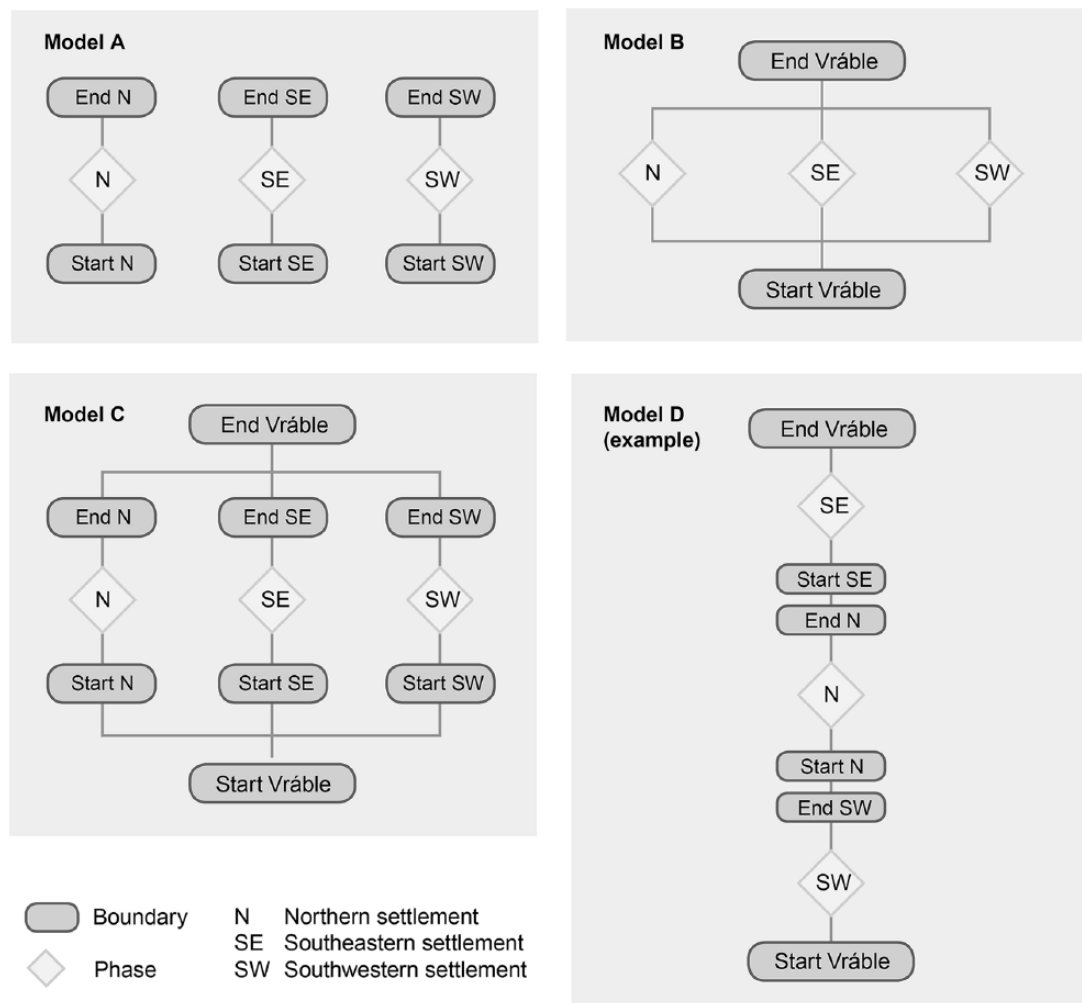 Model A
End N
End SE
End SW
N
SE
SW
Start N
Start SE
Start SW
Model B
End Vráble
N
SE
SW
Start Vráble
Model C
End Vráble
End N
End SE
End SW
N
SE
SW
Start N
Start SE
Start SW
Start Vráble
Model D
(example)
End Vráble
SE
Start SE
End N
N
Start N
End SW
SW
Start Vráble
Boundary
Phase
N Northern settlement
SE Southeastern settlement
SW Southwestern settlement